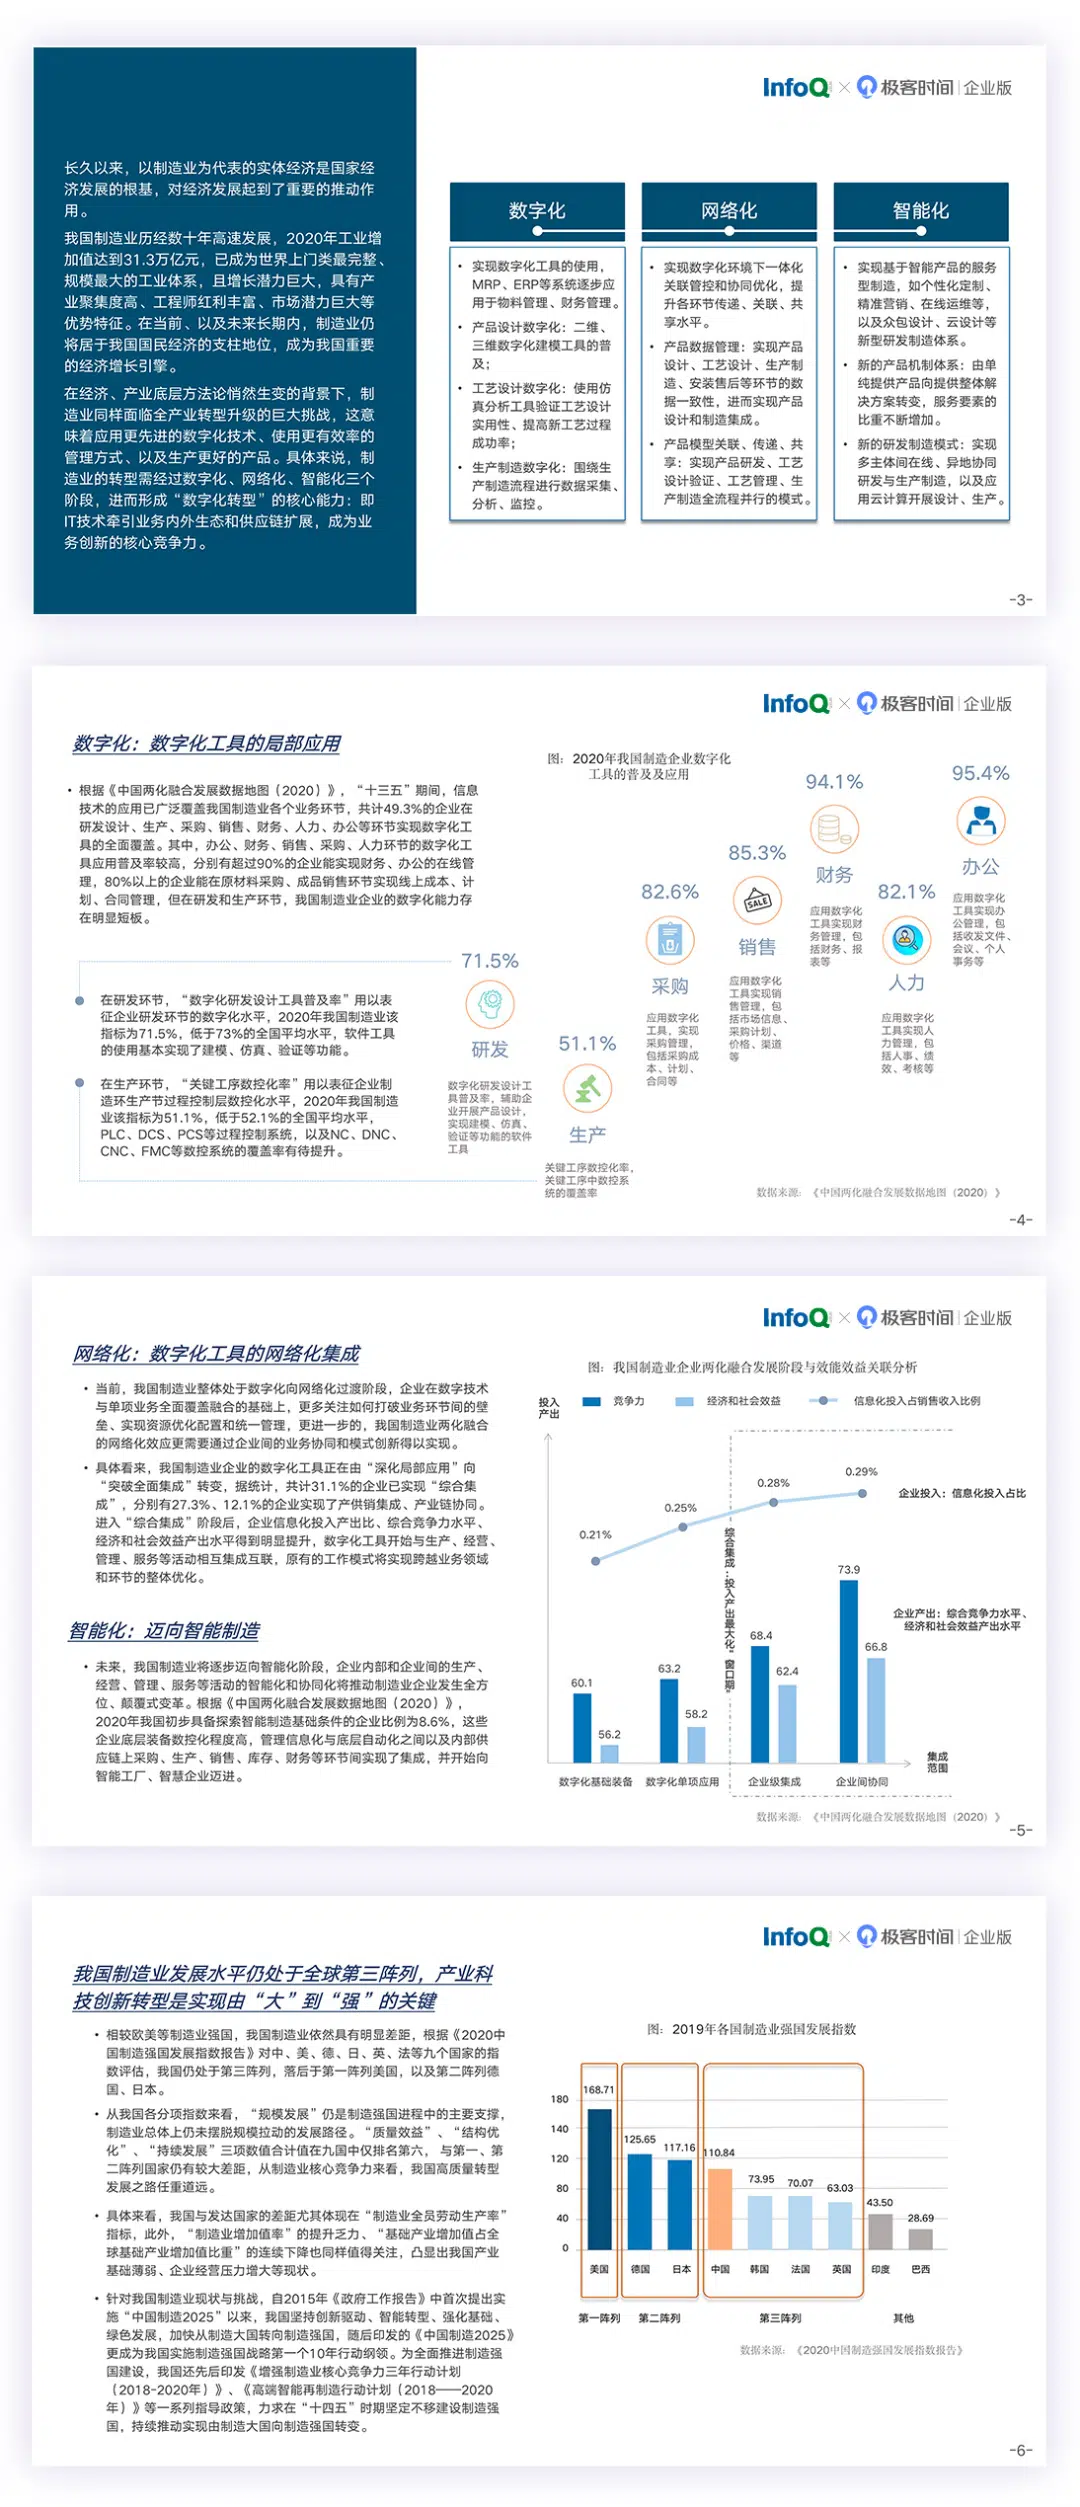 InfoQ × 极客时间 | 企业版
长久以来，以制造业为代表的实体经济是国家经
济发展的根基，对经济发展起到了重要的推动作
用。
我国制造业历经数十年高速发展，2020年工业增
加值达到31.3万亿元，已成为世界上门类最完整、
规模最大的工业体系，且增长潜力巨大，具有产
业聚集度高、工程师红利丰富、市场潜力巨大等
优势特征。在当前、以及未来长期内，制造业仍
将居于我国国民经济的支柱地位，成为我国重要
的经济增长引擎。
在经济、产业底层方法论悄然生变的背景下，制
造业同样面临全产业转型升级的巨大挑战，这意
味着应用更先进的数字化技术、使用更有效率的
管理方式、以及生产更好的产品。具体来说，制
造业的转型需经过数字化、网络化、智能化三个
阶段，进而形成“数字化转型”的核心能力：即
IT技术牵引业务内外生态和供应链扩展，成为业
务创新的核心竞争力。
数字化
• 实现数字化工具的使用，
MRP、ERP等系统逐步应
用于物料管理、财务管理。
• 产品设计数字化：二维、
三维数字化建模工具的普
及；
• 工艺设计数字化：使用仿
真分析工具验证工艺设计
实用性、提高新工艺过程
成功率；
• 生产制造数字化：围绕生
产制造流程进行数据采集、
分析、监控。
网络化
• 实现数字化环境下一体化
关联管控和协同优化，提
升各环节传递、关联、共
享水平。
• 产品数据管理：实现产品
设计、工艺设计、生产制
造、安装售后等环节的数
据一致性，进而实现产品
设计和制造集成。
• 产品模型关联、传递、共
享：实现产品研发、工艺
设计验证、工艺管理、生
产制造全流程并行的模式。
智能化
• 实现基于智能产品的服务
型制造，如个性化定制、
精准营销、在线运维等，
以及众包设计、云设计等
新型研发制造体系。
• 新的产品机制体系：由单
纯提供产品向提供整体解
决方案转变，服务要素的
比重不断增加。
• 新的研发制造模式：实现
多主体间在线、异地协同
研发与生产制造，以及应
用云计算开展设计、生产。
-3-
InfoQ × 极客时间 | 企业版
数字化：数字化工具的局部应用
• 根据《中国两化融合发展数据地图（2020）》，“十三五”期间，信息
技术的应用已广泛覆盖我国制造业各个业务环节，共计49.3%的企业在
研发设计、生产、采购、销售、财务、人力、办公等环节实现数字化工
具的全面覆盖。其中，办公、财务、销售、采购、人力环节的数字化工
具应用普及率较高，分别有超过90%的企业能实现财务、办公的在线管
理，80%以上的企业能在原材料采购、成品销售环节实现线上成本、计
划、合同管理，但在研发和生产环节，我国制造业企业的数字化能力存
在明显短板。
在研发环节，“数字化研发设计工具普及率”用以表
征企业研发环节的数字化水平，2020年我国制造业该
指标为71.5%，低于73%的全国平均水平，软件工具
的使用基本实现了建模、仿真、验证等功能。
在生产环节，“关键工序数控化率”用以表征企业制
造环生产节过程控制层数控化水平，2020年我国制造
业该指标为51.1%，低于52.1%的全国平均水平，
PLC、DCS、PCS等过程控制系统，以及NC、DNC、
CNC、FMC等数控系统的覆盖率有待提升。
图：2020年我国制造企业数字化
工具的普及及应用
71.5%
研发
数字化研发设计工
具普及率，辅助企
业开展产品设计，
实现建模、仿真、
验证等功能的软件
工具
51.1%
生产
关键工序数控化率，
关键工序中数控系
统的覆盖率
82.6%
采购
应用数字化
工具，实现
采购管理，
包括采购成
本、计划、
合同等
85.3%
SALE
销售
应用数字化
工具实现销
售管理，包
括市场信息、
采购计划、
价格、渠道
等
94.1%
财务
应用数字化
工具实现财
务管理，包
括财务、报
表等
82.1%
人力
应用数字化
工具实现人
力管理，包
括人事、绩
效、考核等
95.4%
办公
应用数字化
工具实现办
公管理，包
括收发文件、
会议、个人
事务等
数据来源：《中国两化融合发展数据地图（2020）》
-4-
InfoQ × 极客时间 | 企业版
网络化：数字化工具的网络化集成
• 当前，我国制造业整体处于数字化向网络化过渡阶段，企业在数字技术
与单项业务全面覆盖融合的基础上，更多关注如何打破业务环节间的壁
垒、实现资源优化配置和统一管理，更进一步的，我国制造业两化融合
的网络化效应更需要通过企业间的业务协同和模式创新得以实现。
• 具体看来，我国制造业企业的数字化工具正在由“深化局部应用”向
“突破全面集成”转变，据统计，共计31.1%的企业已实现“综合集
成”，分别有27.3%、12.1%的企业实现了产供销集成、产业链协同。
进入“综合集成”阶段后，企业信息化投入产出比、综合竞争力水平、
经济和社会效益产出水平得到明显提升，数字化工具开始与生产、经营、
管理、服务等活动相互集成互联，原有的工作模式将实现跨越业务领域
和环节的整体优化。
智能化：迈向智能制造
• 未来，我国制造业将逐步迈向智能化阶段，企业内部和企业间的生产、
经营、管理、服务等活动的智能化和协同化将推动制造业企业发生全方
位、颠覆式变革。根据《中国两化融合发展数据地图（2020）》，
2020年我国初步具备探索智能制造基础条件的企业比例为8.6%，这些
企业底层装备数控化程度高，管理信息化与底层自动化之间以及内部供
应链上采购、生产、销售、库存、财务等环节间实现了集成，并开始向
智能工厂、智慧企业迈进。
图：我国制造业企业两化融合发展阶段与效能效益关联分析
投入
产出
竞争力
经济和社会效益
信息化投入占销售收入比例
0.21%
0.25%
0.28%
0.29%
企业投入：信息化投入占比
综合集成：“投入产出最大化”窗口期
企业产出：综合竞争力水平、
经济和社会效益产出水平
60.1
56.2
63.2
58.2
68.4
62.4
73.9
66.8
数字化基础装备
数字化单项应用
企业级集成
企业间协同
集成
范围
数据来源：《中国两化融合发展数据地图（2020）》
-5-
InfoQ × 极客时间 | 企业版
我国制造业发展水平仍处于全球第三阵列，产业科
技创新转型是实现由“大”到“强”的关键
• 相较欧美等制造业强国，我国制造业依然具有明显差距，根据《2020中
国制造强国发展指数报告》对中、美、德、日、英、法等九个国家的指
数评估，我国仍处于第三阵列，落后于第一阵列美国，以及第二阵列德
国、日本。
• 从我国各分项指数来看，“规模发展”仍是制造强国进程中的主要支撑，
制造业总体上仍未摆脱规模拉动的发展路径。“质量效益”、“结构优
化”、“持续发展”三项数值合计值在九国中仅排名第六，与第一、第
二阵列国家仍有较大差距，从制造业核心竞争力来看，我国高质量转型
发展之路任重道远。
• 具体来看，我国与发达国家的差距尤其体现在“制造业全员劳动生产率”
指标，此外，“制造业增加值率”的提升乏力、“基础产业增加值占全
球基础产业增加值比重”的连续下降也同样值得关注，凸显出我国产业
基础薄弱、企业经营压力增大等现状。
• 针对我国制造业现状与挑战，自2015年《政府工作报告》中首次提出实
施“中国制造2025”以来，我国坚持创新驱动、智能转型、强化基础、
绿色发展，加快从制造大国转向制造强国，随后印发的《中国制造2025》
更成为我国实施制造强国战略第一个10年行动纲领。为全面推进制造强
国建设，我国还先后印发《增强制造业核心竞争力三年行动计划
（2018-2020年）》、《高端智能再制造行动计划（2018——2020
年）》等一系列指导政策，力求在“十四五”时期坚定不移建设制造强
国，持续推动实现由制造大国向制造强国转变。
图：2019年各国制造业强国发展指数
180
140
120
80
40
0
168.71
125.65
117.16
110.84
73.95
70.07
63.03
43.50
28.69
美国
德国
日本
中国
韩国
法国
英国
印度
巴西
第一阵列
第二阵列
第三阵列
其他
数据来源：《2020中国制造强国发展指数报告》
-6-